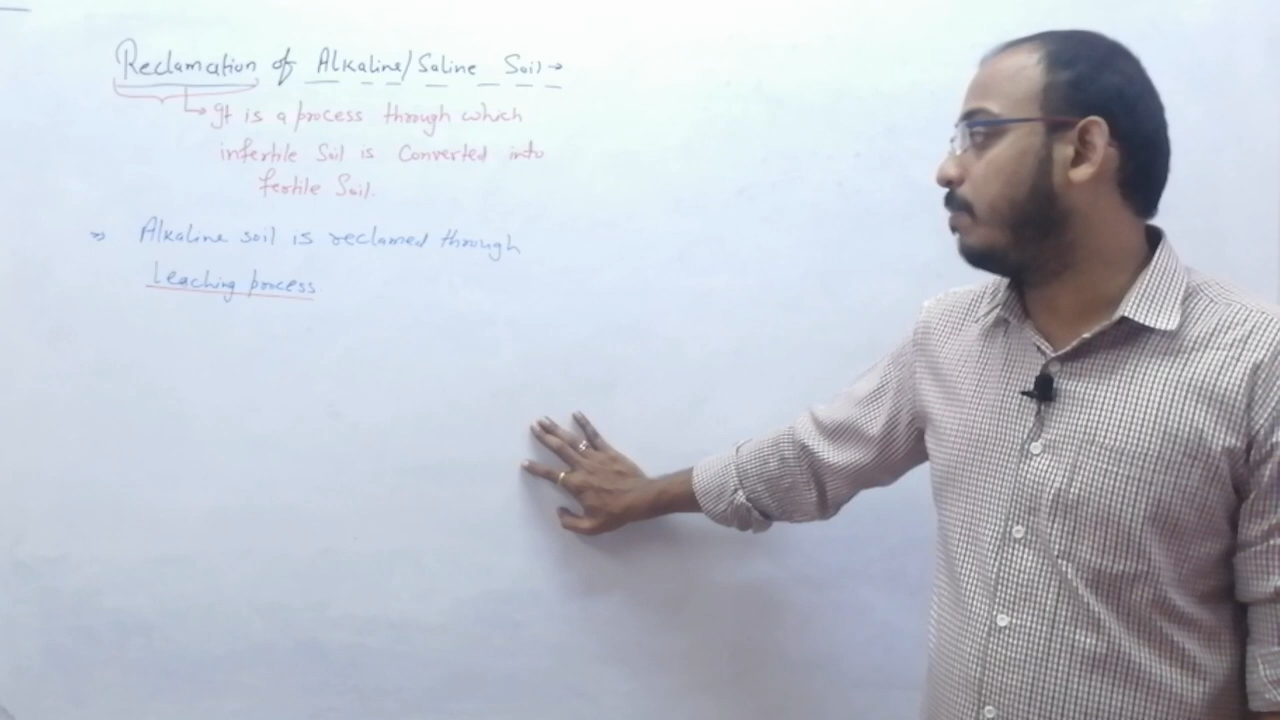 Reclamation of Alkaline/Saline Soil →
→ It is a process through which
infertile Soil is Converted into
fertile Soil.
⇒ Alkaline soil is reclamed through
leaching process